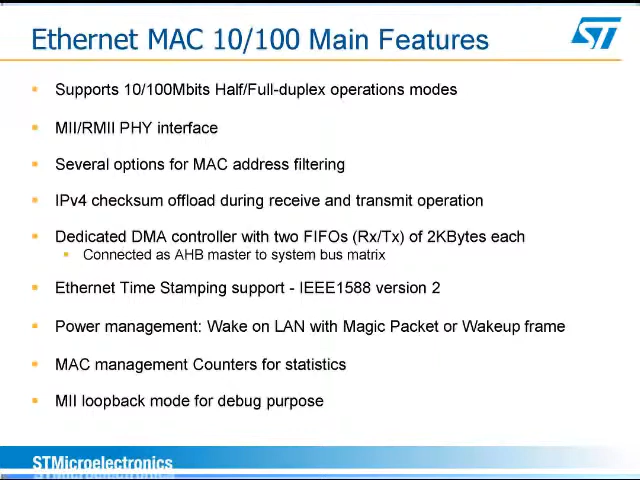 Ethernet MAC 10/100 Main Features
ST
Supports 10/100Mbits Half/Full-duplex operations modes
MII/RMII PHY interface
Several options for MAC address filtering
IPv4 checksum offload during receive and transmit operation
Dedicated DMA controller with two FIFOs (Rx/Tx) of 2KBytes each
Connected as AHB master to system bus matrix
Ethernet Time Stamping support - IEEE1588 version 2
Power management: Wake on LAN with Magic Packet or Wakeup frame
MAC management Counters for statistics
MII loopback mode for debug purpose
STMicroelectronics